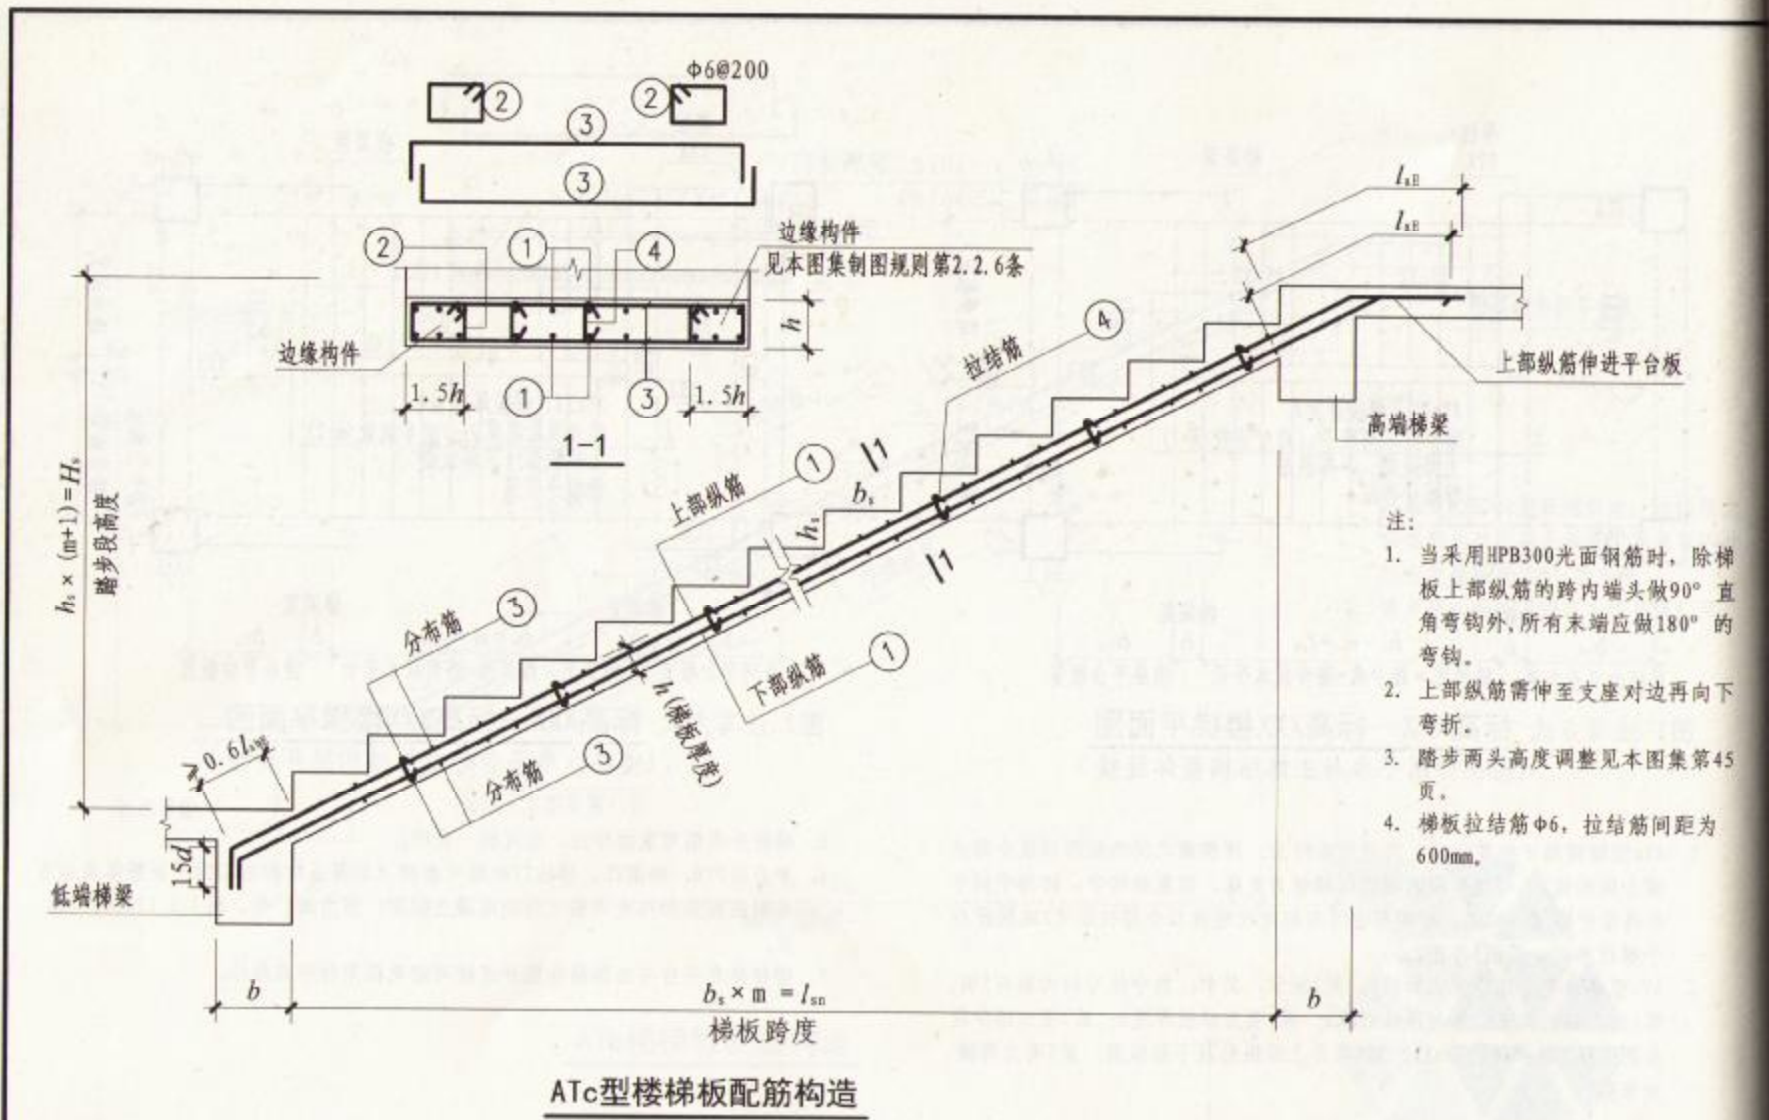 Φ6@200
② ②
③
③
② ① ④
边缘构件
见本图集制图规则第2.2.6条
边缘构件
h
1.5h ① ③ 1.5h
1-1
laE
laE
④
拉结筋
上部纵筋伸进平台板
高端梯梁
hs×(m+1)=Hs
踏步段高度
上部纵筋 ①
1
bs
hs
1
分布筋 ③
下部纵筋 ①
h(梯板厚度)
分布筋 ③
≥0.6labE
15d
低端梯梁
b
bs×m=lsn
梯板跨度
b
注:
1. 当采用HPB300光面钢筋时,除梯
板上部纵筋的跨内端头做90°直
角弯钩外,所有末端应做180°的
弯钩。
2. 上部纵筋需伸至支座对边再向下
弯折。
3. 踏步两头高度调整见本图集第45
页。
4. 梯板拉结筋Φ6,拉结筋间距为
600mm。
ATc型楼梯板配筋构造